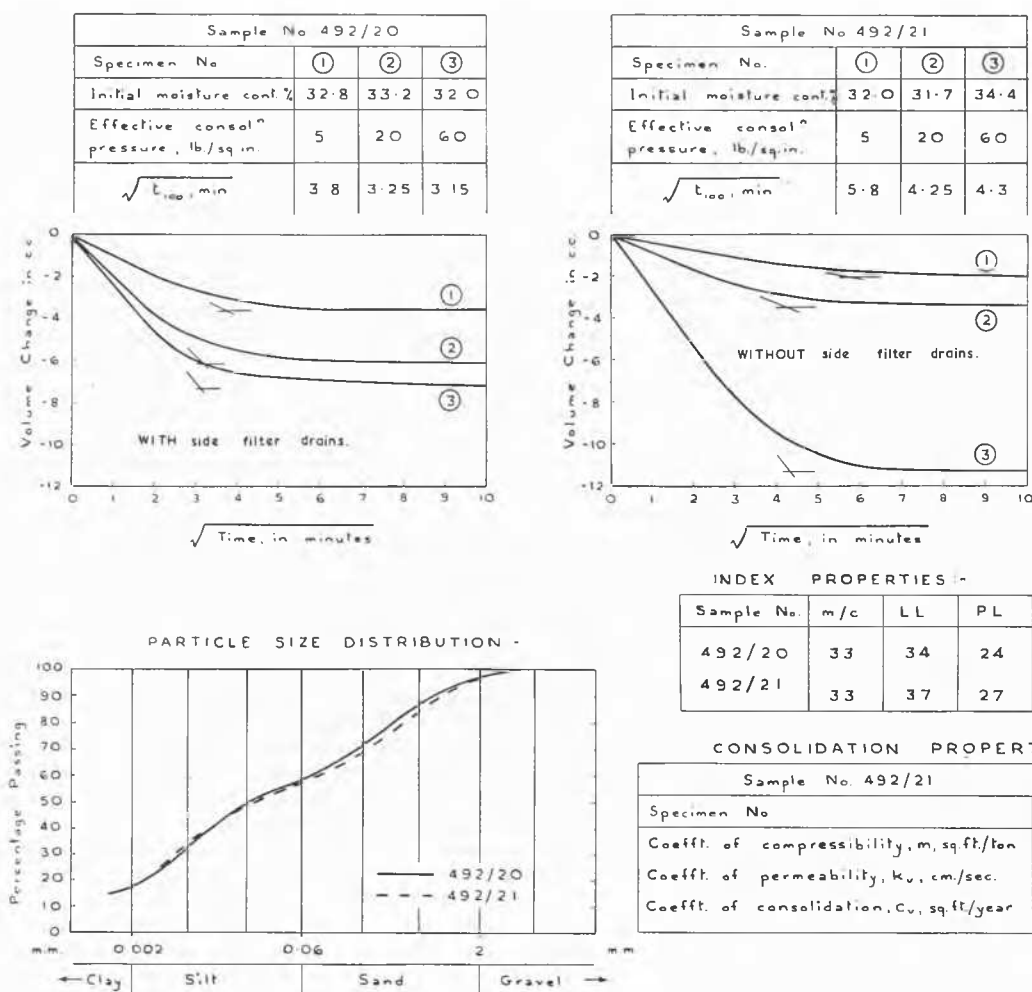 Sample No 492/20
Specimen No ① ② ③
Initial moisture cont. % 32.8 33.2 32 0
Effective consolⁿ pressure, lb./sq in. 5 20 60
√t₁₀₀, min 3 8 3·25 3 15
Volume Change in c.c.
0
-2
-4
-6
-8
-10
-12
①
②
③
WITH side filter drains.
0 1 2 3 4 5 6 7 8 9 10
√Time, in minutes
Sample No 492/21
Specimen No. ① ② ③
Initial moisture cont. % 32·0 31·7 34·4
Effective consolⁿ pressure, lb./sq.in. 5 20 60
√t₁₀₀, min 5·8 4·25 4·3
Volume Change in c.c.
0
-2
-4
-6
-8
-10
-12
①
②
WITHOUT side filter drains.
③
0 1 2 3 4 5 6 7 8 9 10
√Time, in minutes
INDEX PROPERTIES -
Sample No. m/c LL PL
492/20 33 34 24
492/21 33 37 27
PARTICLE SIZE DISTRIBUTION -
Percentage Passing
100
90
80
70
60
50
40
30
20
10
0
492/20
492/21
m.m. 0.002 0.06 2 m m
Clay Silt Sand Gravel
CONSOLIDATION PROPERT
Sample No. 492/21
Specimen No
Coefft. of compressibility, m, sq.ft./ton
Coefft. of permeability, kᵥ, cm./sec.
Coefft. of consolidation, Cᵥ, sq.ft/year